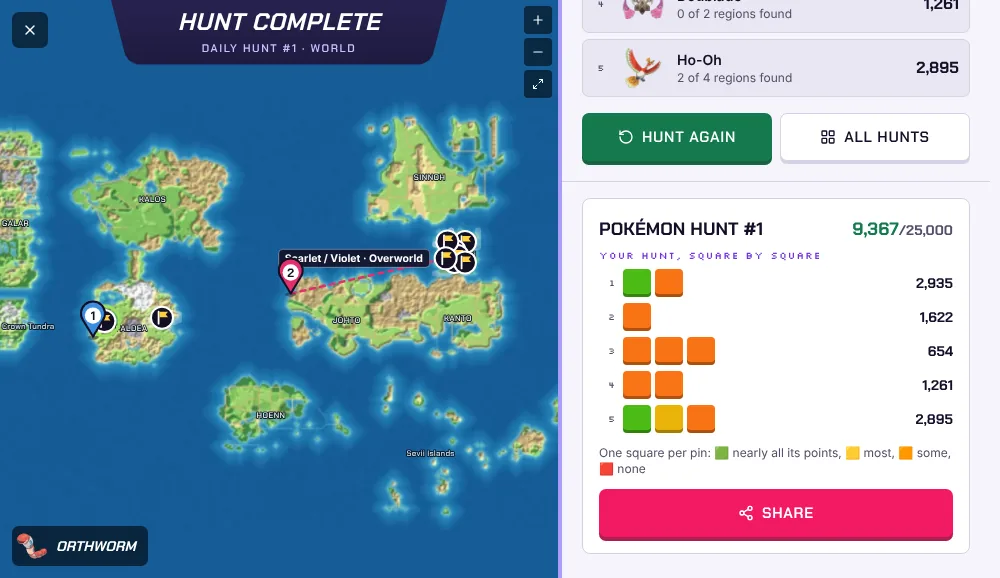 HUNT COMPLETE
DAILY HUNT #1 · WORLD
KALOS
SINNOH
GALAR
Scarlet / Violet · Overworld
2
1
ALOLA
Crown Tundra
JOHTO
KANTO
HOENN
Sevii Islands
ORTHWORM
4
0 of 2 regions found
1,261
5
Ho-Oh
2 of 4 regions found
2,895
HUNT AGAIN
ALL HUNTS
POKÉMON HUNT #1
9,367/25,000
YOUR HUNT, SQUARE BY SQUARE
1 2,935
2 1,622
3 654
4 1,261
5 2,895
One square per pin: 🟩 nearly all its points, 🟨 most, 🟧 some,
🟥 none
SHARE